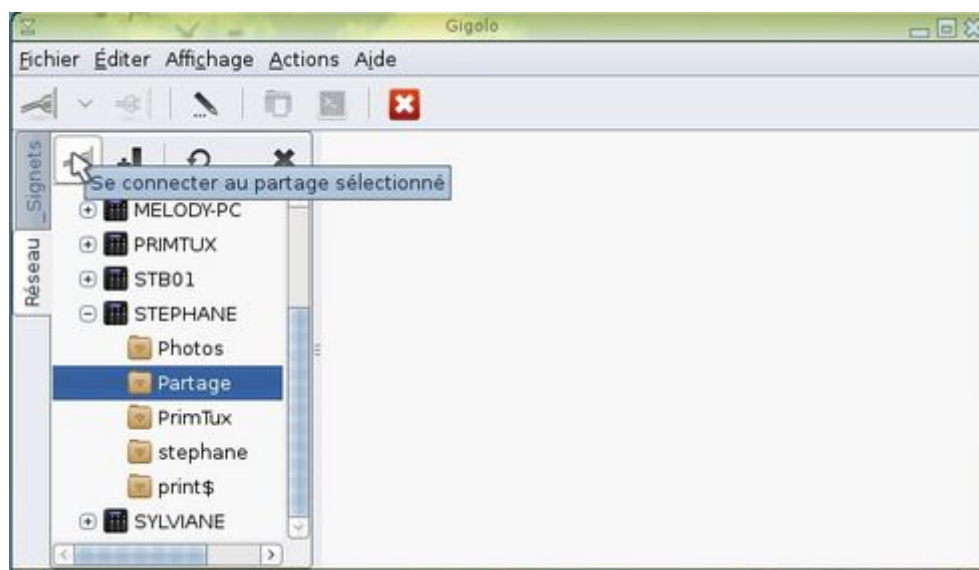 Gigolo
Fichier Éditer Affichage Actions Aide
_Signets
Réseau
Se connecter au partage sélectionné
MELODY-PC
PRIMTUX
STB01
STEPHANE
Photos
Partage
PrimTux
stephane
print$
SYLVIANE